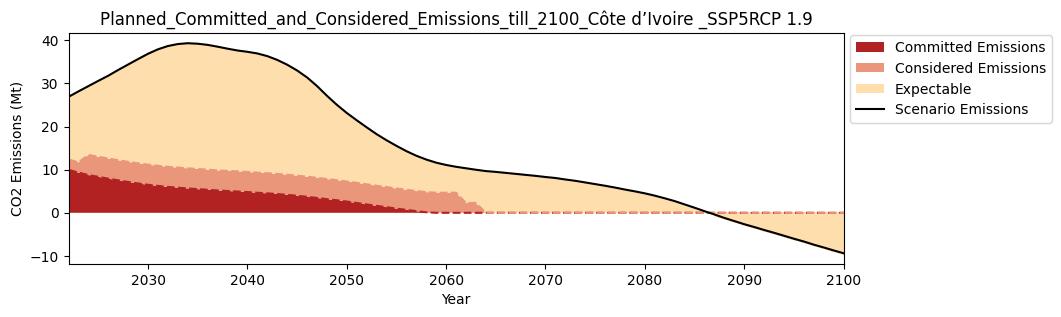 Planned_Committed_and_Considered_Emissions_till_2100_Côte d’Ivoire _SSP5RCP 1.9
40
30
20
10
0
−10
CO2 Emissions (Mt)
2030 2040 2050 2060 2070 2080 2090 2100
Year
Committed Emissions
Considered Emissions
Expectable
Scenario Emissions